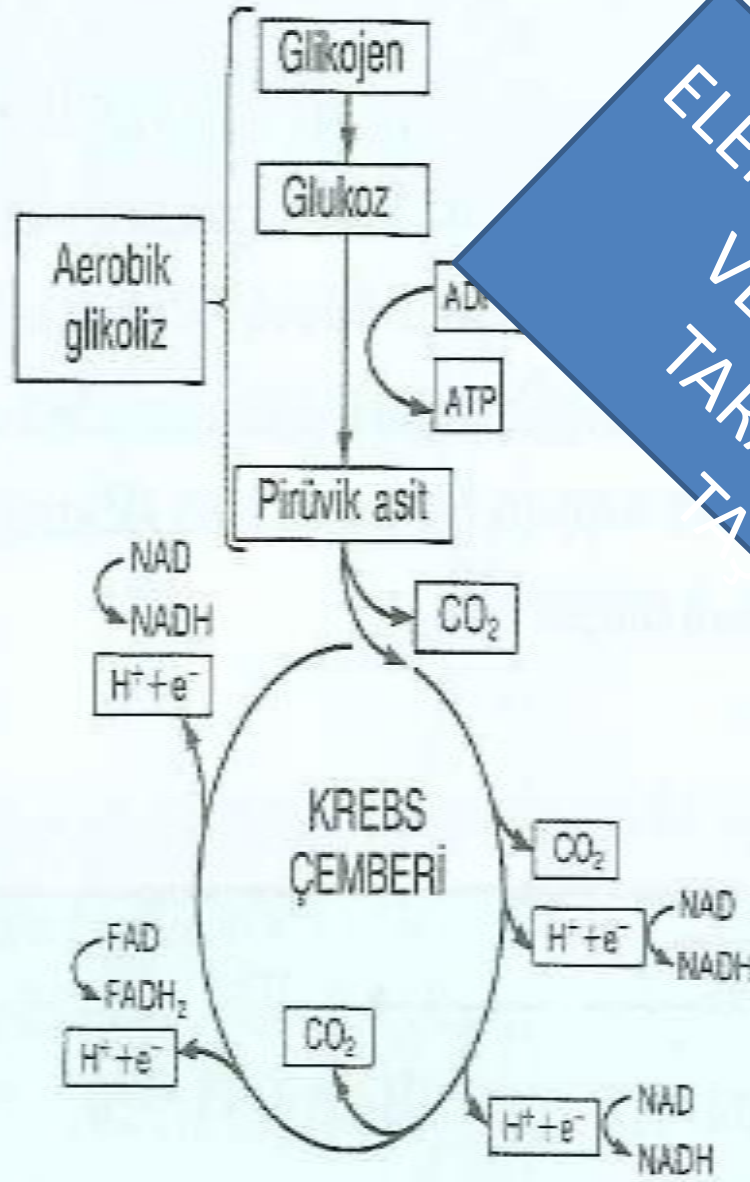 Glikojen
Glukoz
Aerobik
glikoliz
ATP
Pirüvik asit
NAD
NADH
H⁺+e⁻
CO₂
KREBS
ÇEMBERİ
CO₂
H⁻+e⁻
NAD
NADH
FAD
FADH₂
H⁺+e⁻
CO₂
H⁺+e⁻
NAD
NADH